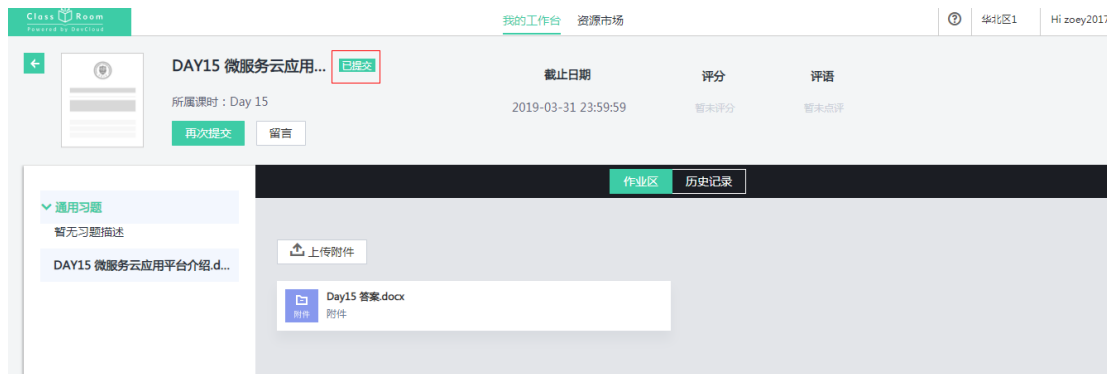 Class Room
Powered by DevCloud
我的工作台 资源市场
华北区1
Hi zoey2017
DAY15 微服务云应用... 已提交
所属课时：Day 15
再次提交 留言
截止日期 评分 评语
2019-03-31 23:59:59 暂未评分 暂未点评
作业区 历史记录
通用习题
暂无习题描述
DAY15 微服务云应用平台介绍.d...
上传附件
Day15 答案.docx
附件 附件